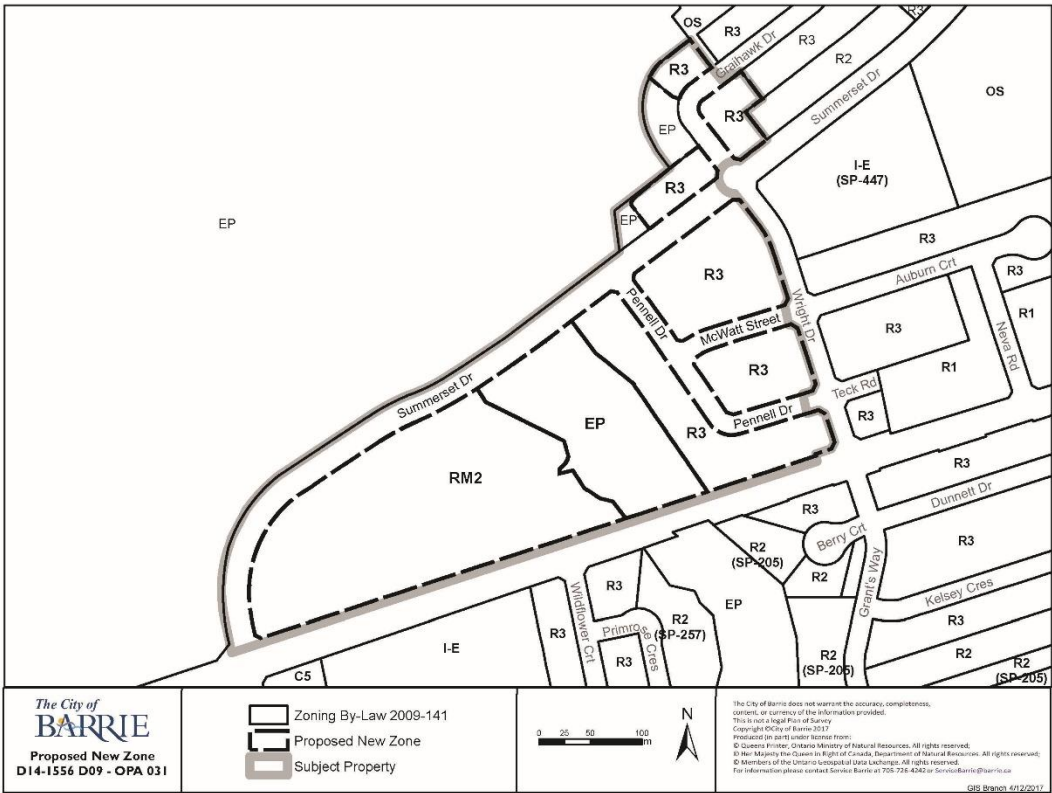 OS
R3
Graihawk Dr
R3
R2
Summerset Dr
R3
R3
EP
R3
OS
I-E
(SP-447)
R3
EP
EP
R3
Auburn Crt
R3
R3
Pennell Dr
McWatt Street
Wright Dr
R3
Neva Rd
R1
R3
R1
Teck Rd
R3
Summerset Dr
Pennell Dr
EP
R3
RM2
R3
Dunnett Dr
R3
Berry Crt
R2
(SP-205)
R2
Grant's Way
R3
Kelsey Cres
R3
Wildflower Crt
R3
Primrose Cres
R2
(SP-257)
EP
I-E
R3
R3
R2
(SP-205)
R2
R2
(SP-205)
C5
The City of
BARRIE
Proposed New Zone
D14-1556 D09 - OPA 031
Zoning By-Law 2009-141
Proposed New Zone
Subject Property
0 25 50 100
m
N
The City of Barrie does not warrant the accuracy, completeness,
content, or currency of the information provided.
This is not a legal Plan of Survey
Copyright ©City of Barrie 2017
Produced (in part) under license from:
© Queens Printer, Ontario Ministry of Natural Resources. All rights reserved;
© Her Majesty the Queen in Right of Canada, Department of Natural Resources. All rights reserved;
© Members of the Ontario Geospatial Data Exchange. All rights reserved.
For information please contact Service Barrie at 705-726-4242 or ServiceBarrie@barrie.ca
GIS Branch 4/12/2017